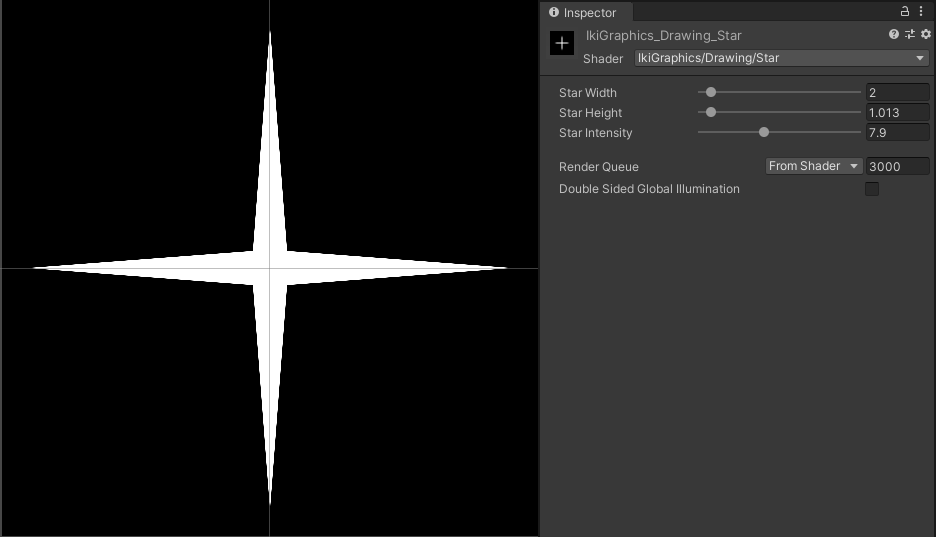 Inspector
IkiGraphics_Drawing_Star
Shader IkiGraphics/Drawing/Star
Star Width 2
Star Height 1.013
Star Intensity 7.9
Render Queue From Shader 3000
Double Sided Global Illumination